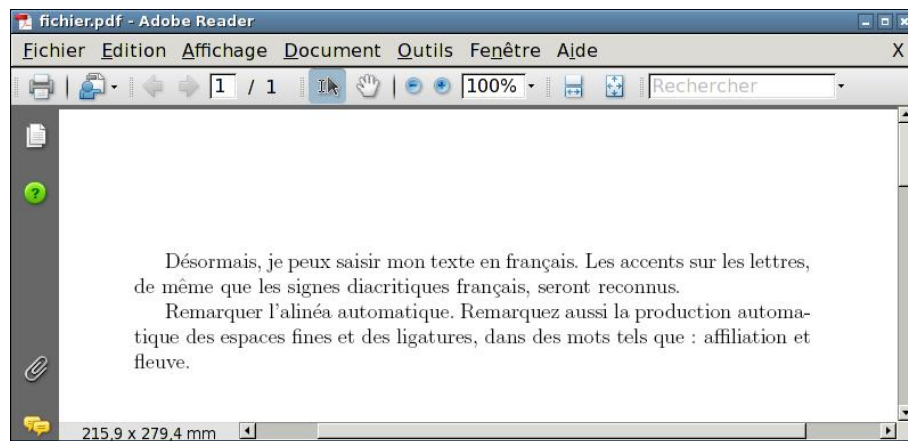 fichier.pdf - Adobe Reader
Fichier Edition Affichage Document Outils Fenêtre Aide X
1 / 1 100% Rechercher
Désormais, je peux saisir mon texte en français. Les accents sur les lettres,
de même que les signes diacritiques français, seront reconnus.
Remarquer l'alinéa automatique. Remarquez aussi la production automa-
tique des espaces fines et des ligatures, dans des mots tels que : affiliation et
fleuve.
215,9 x 279,4 mm